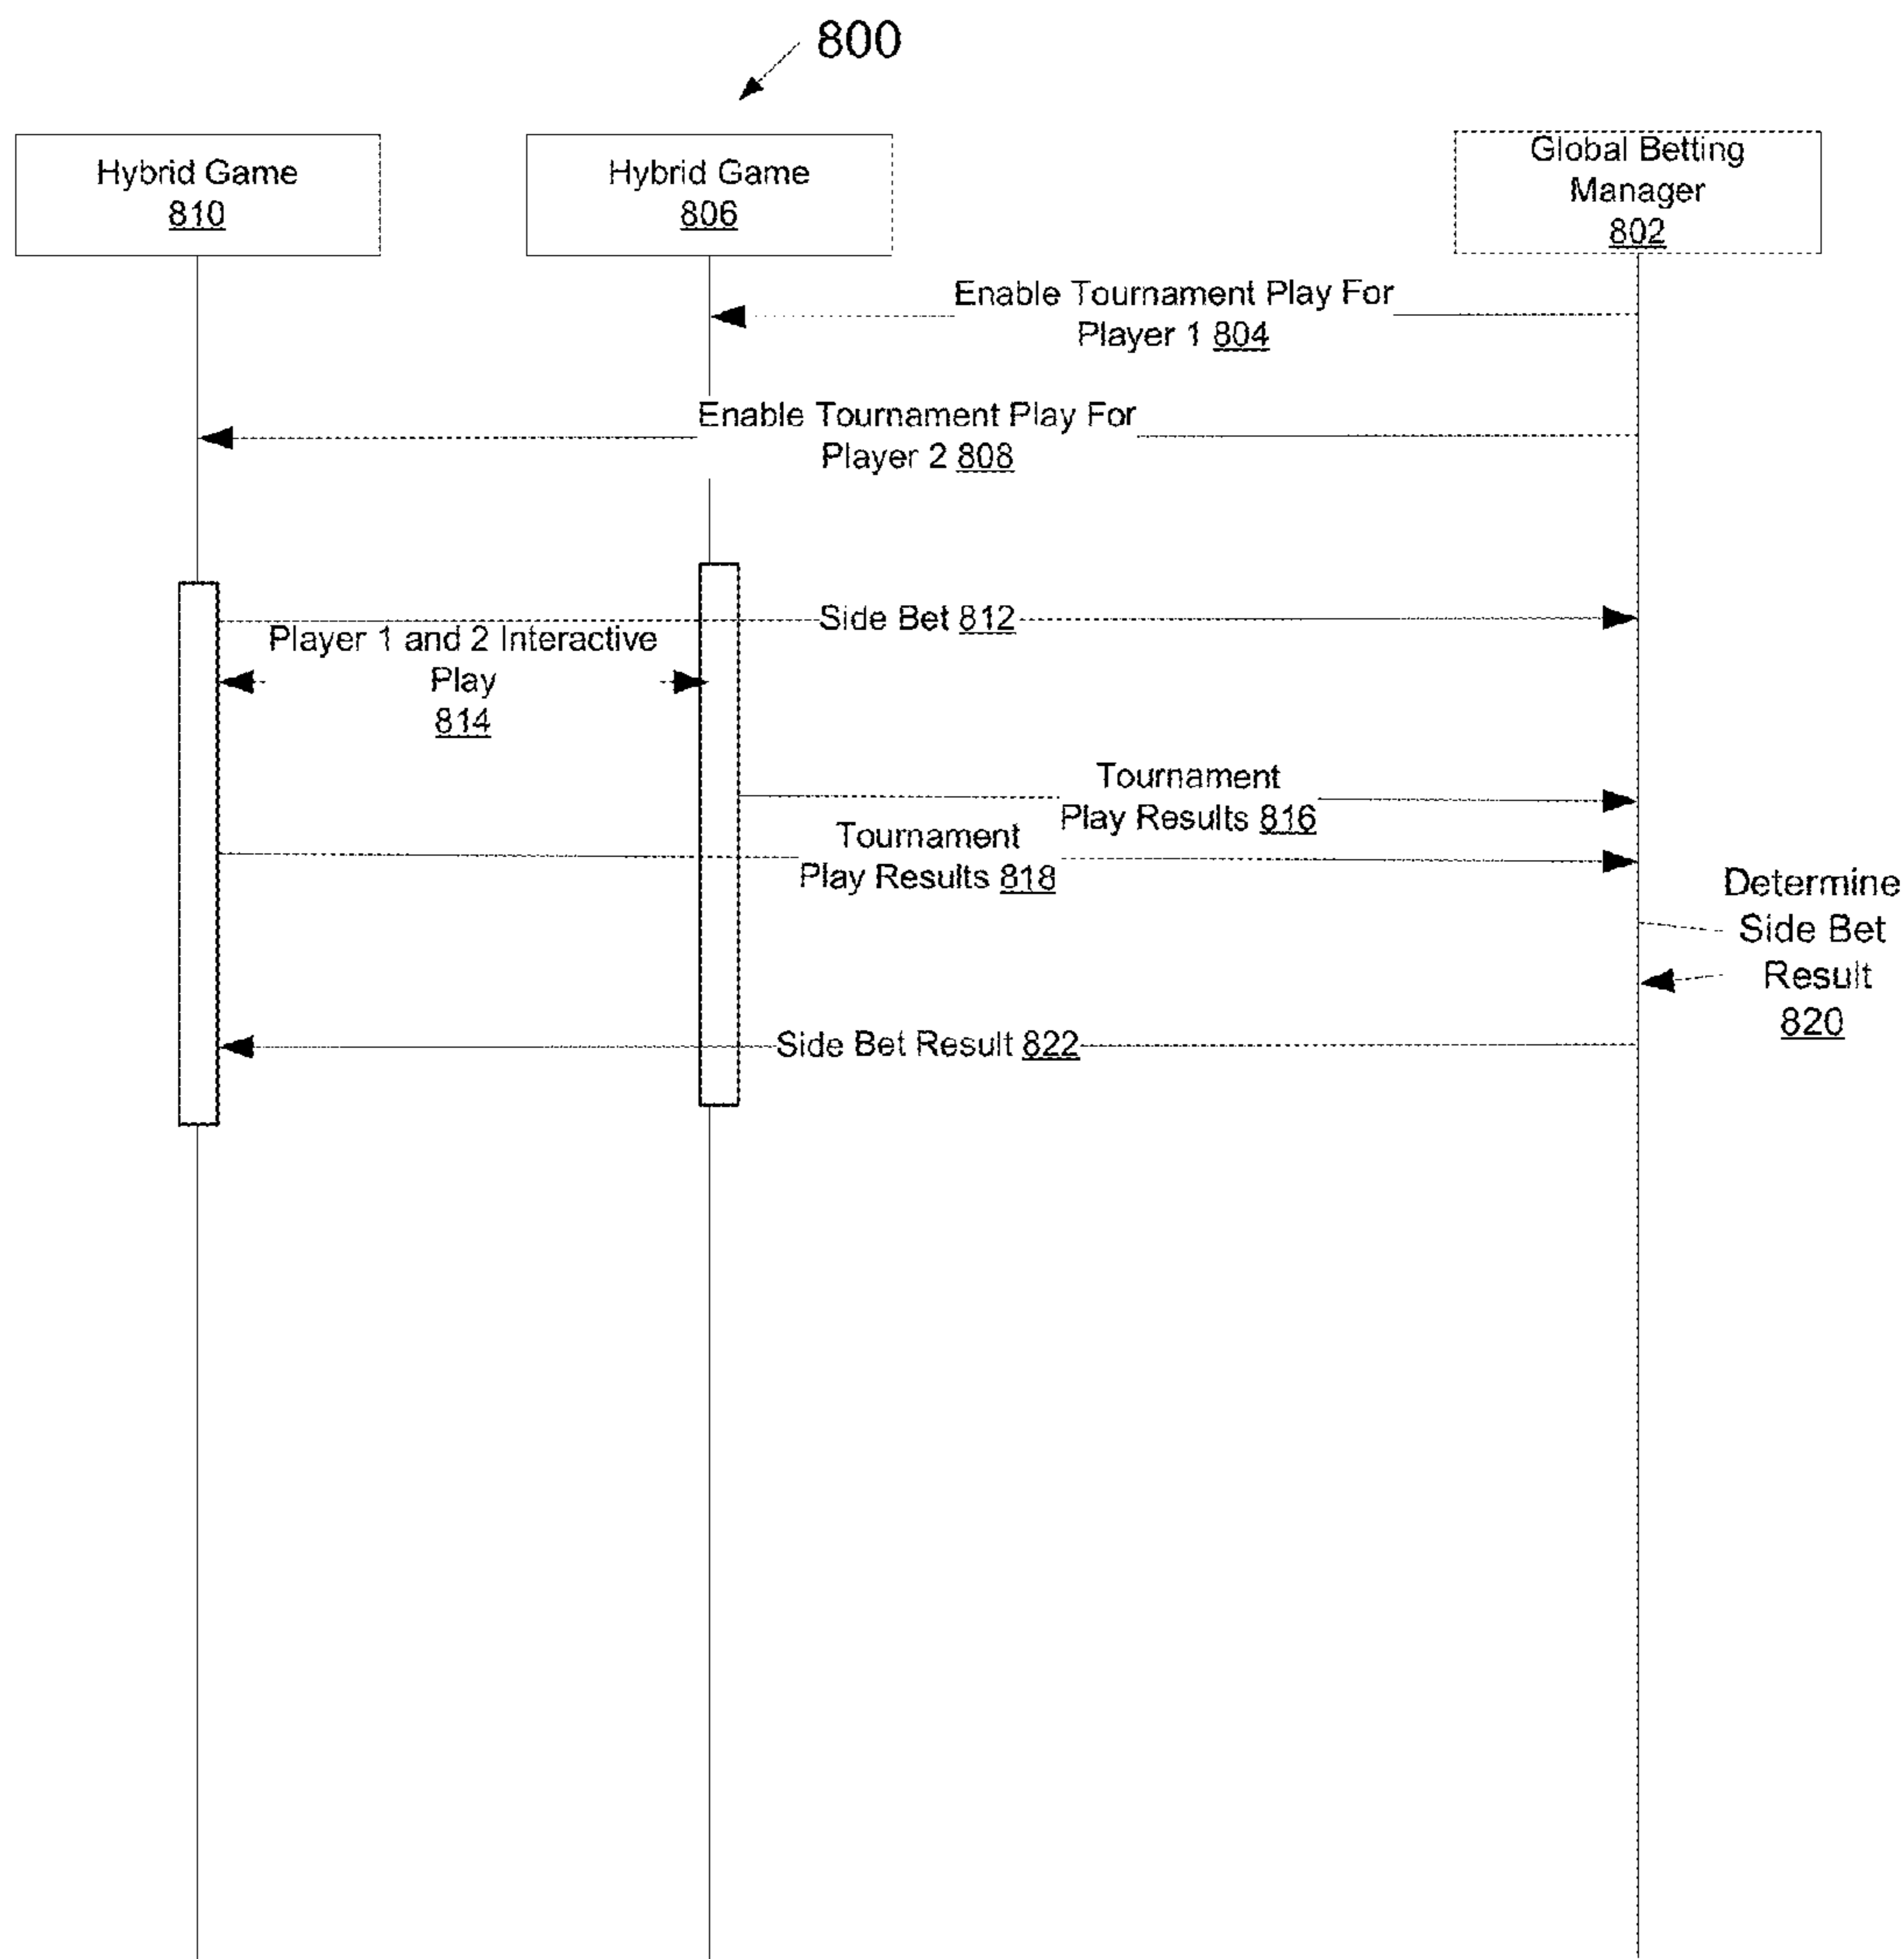 800
Hybrid Game
810
Hybrid Game
806
Global Betting
Manager
802
Enable Tournament Play For
Player 1 804
Enable Tournament Play For
Player 2 808
Side Bet 812
Player 1 and 2 Interactive
Play
814
Tournament
Play Results 816
Tournament
Play Results 818
Determine
Side Bet
Result
820
Side Bet Result 822